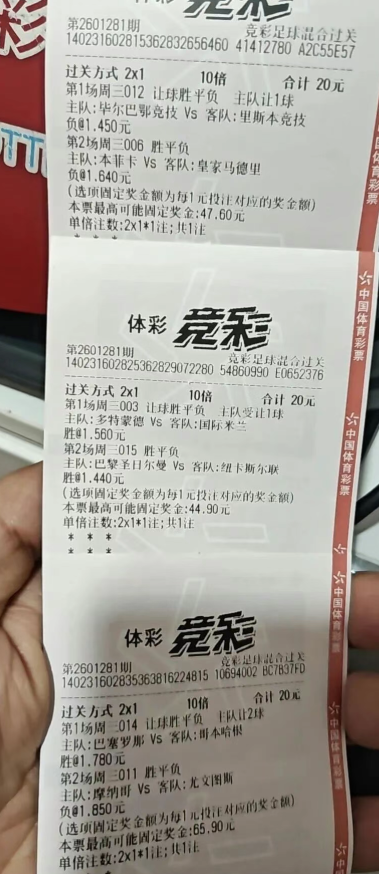 体彩 竞彩
第2601281期 竞彩足球混合过关
140231602815362832656460 41412780 A2C55E57
过关方式 2x1 10倍 合计 20元
第1场周三012 让球胜平负 主队让1球
主队:毕尔巴鄂竞技 Vs 客队:里斯本竞技
负@1.450元
第2场周三006 胜平负
主队:本菲卡 Vs 客队:皇家马德里
负@1.640元
(选项固定奖金额为每1元投注对应的奖金额)
本票最高可能固定奖金:47.60元
单倍注数:2x1*1注;共1注
* * *
体彩 竞彩
第2601281期 竞彩足球混合过关
140231602825362829072280 54860990 E0652376
过关方式 2x1 10倍 合计 20元
第1场周三003 让球胜平负 主队受让1球
主队:多特蒙德 Vs 客队:国际米兰
胜@1.560元
第2场周三015 胜平负
主队:巴黎圣日尔曼 Vs 客队:纽卡斯尔联
胜@1.440元
(选项固定奖金额为每1元投注对应的奖金额)
本票最高可能固定奖金:44.90元
单倍注数:2x1*1注;共1注
* * *
* * *
体彩 竞彩
第2601281期 竞彩足球混合过关
140231602835363816224815 10694002 BC7B37FD
过关方式 2x1 10倍 合计 20元
第1场周三014 让球胜平负 主队让2球
主队:巴塞罗那 Vs 客队:哥本哈根
胜@1.780元
第2场周三011 胜平负
主队:摩纳哥 Vs 客队:尤文图斯
负@1.850元
(选项固定奖金额为每1元投注对应的奖金额)
本票最高可能固定奖金:65.90元
单倍注数:2x1*1注;共1注
中国体育彩票
中国体育彩票
中国体育彩票
中国体育彩票